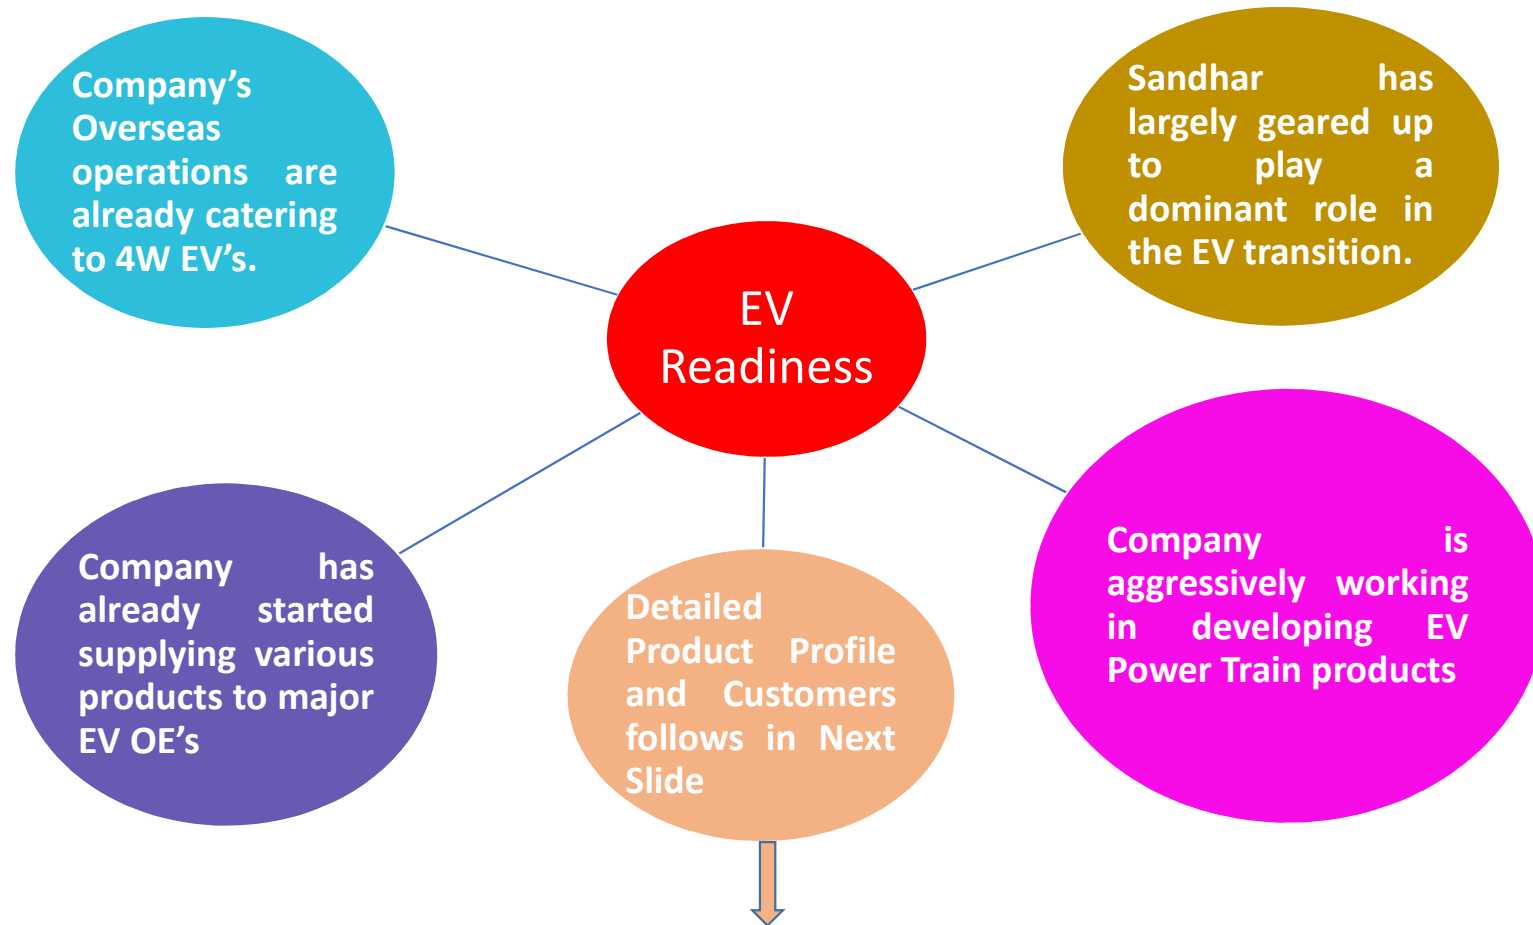 Company’s
Overseas
operations are
already catering
to 4W EV’s.
Sandhar has
largely geared up
to play a
dominant role in
the EV transition.
EV
Readiness
Company has
already started
supplying various
products to major
EV OE’s
Detailed
Product Profile
and Customers
follows in Next
Slide
Company is
aggressively working
in developing EV
Power Train products